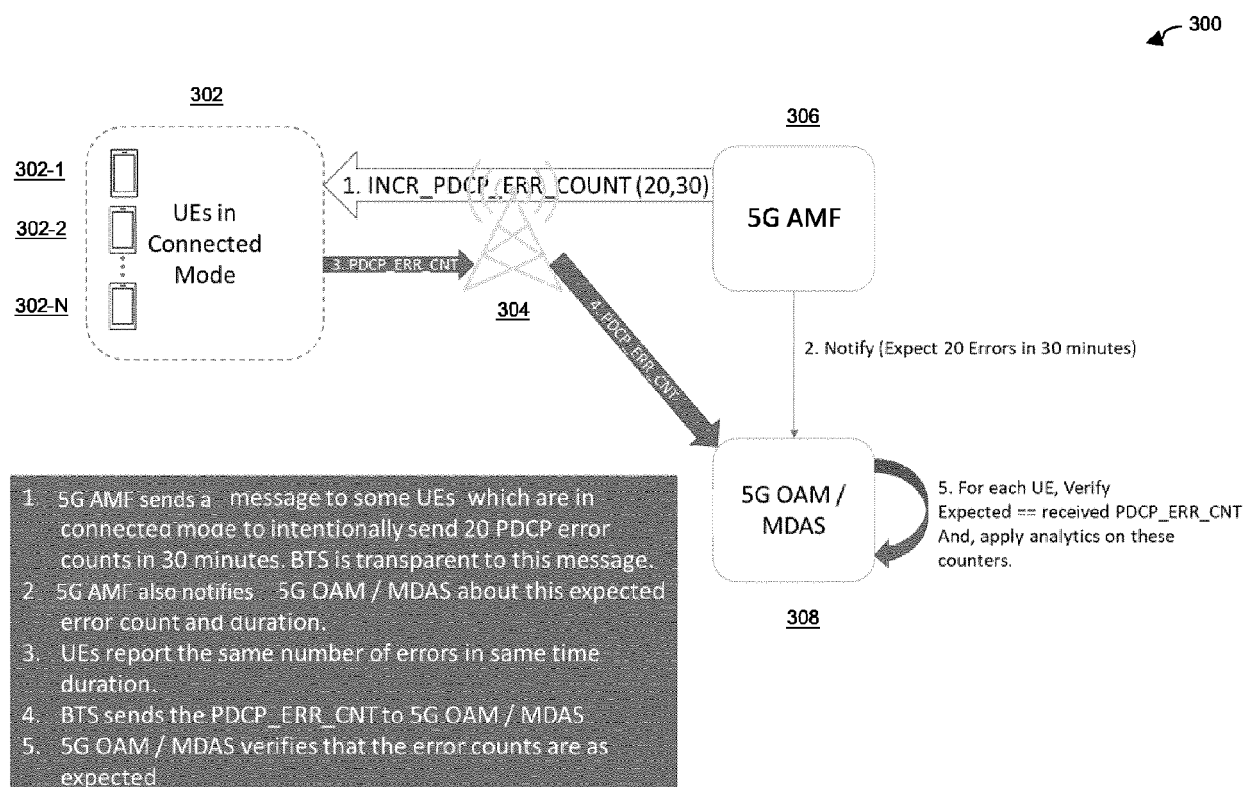 300
302
306
302-1
302-2
302-N
UEs in
Connected
Mode
1. INCR_PDCP_ERR_COUNT (20,30)
5G AMF
3. PDCP_ERR_CNT
304
4. PDCP_ERR_CNT
2. Notify (Expect 20 Errors in 30 minutes)
5G OAM /
MDAS
5. For each UE, Verify
Expected == received PDCP_ERR_CNT
And, apply analytics on these
counters.
308
1 5G AMF sends a message to some UEs which are in
connected mode to intentionally send 20 PDCP error
counts in 30 minutes. BTS is transparent to this message.
2 5G AMF also notifies 5G OAM / MDAS about this expected
error count and duration.
3. UEs report the same number of errors in same time
duration.
4. BTS sends the PDCP_ERR_CNT to 5G OAM / MDAS
5. 5G OAM / MDAS verifies that the error counts are as
expected